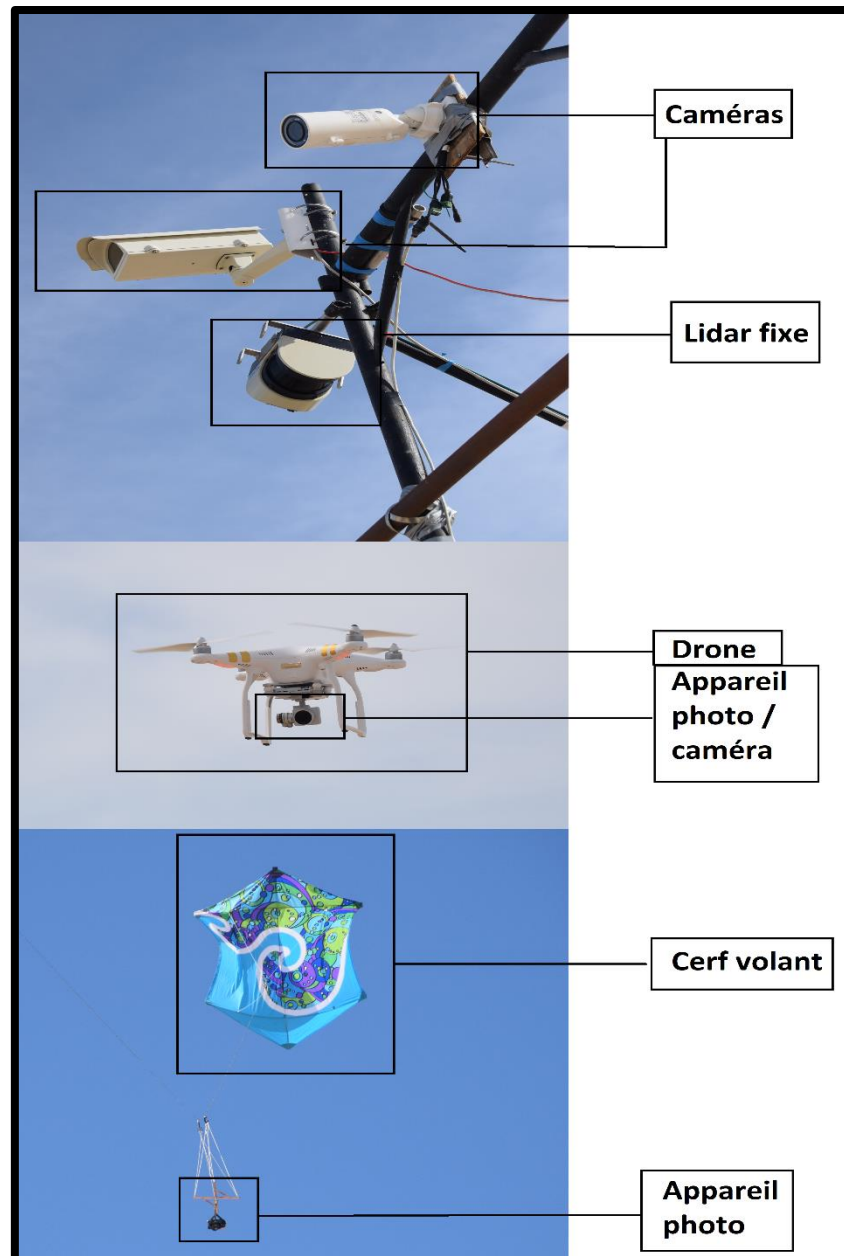 Caméras
Lidar fixe
Drone
Appareil
photo /
caméra
Cerf volant
Appareil
photo